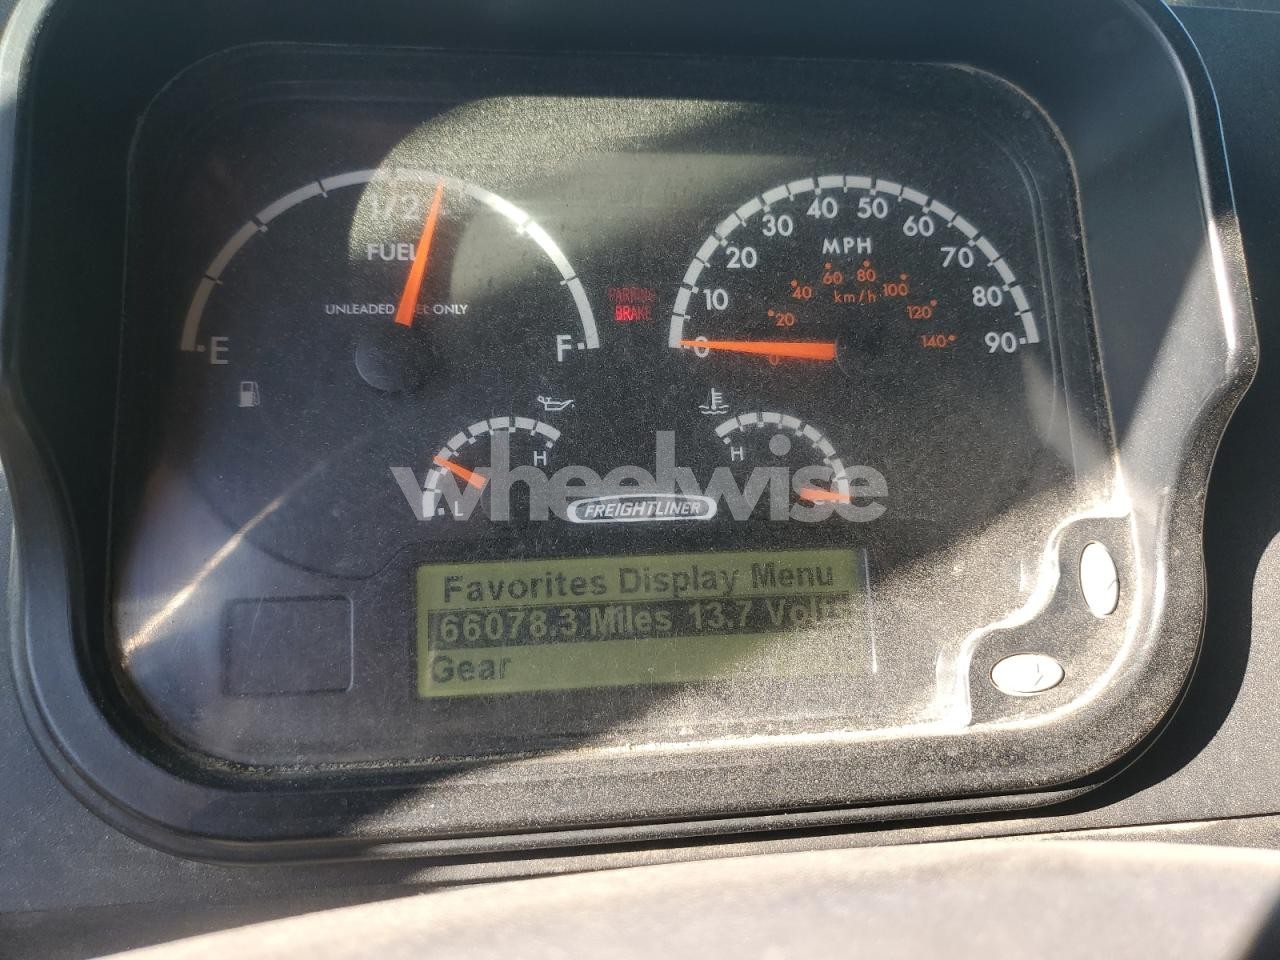 1/2
FUEL
UNLEADED FUEL ONLY
E
F
PARKING
BRAKE
0 10 20 30 40 50 60 70 80 90
MPH
0 20 40 60 80 100 120 140
km/h
L
H
H
wheelwise
FREIGHTLINER
Favorites Display Menu
66078.3 Miles 13.7 Volts
Gear